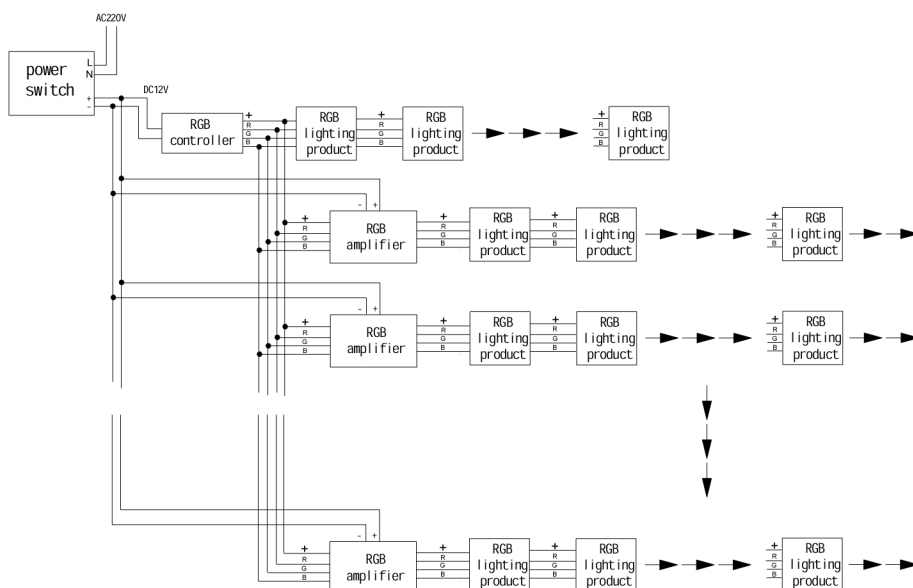 AC220V
L
N
power
switch
+
-
DC12V
RGB
controller
+
R
G
B
RGB
lighting
product
+
R
G
B
RGB
lighting
product
+
R
G
B
RGB
lighting
product
- +
+
R
G
B
RGB
amplifier
+
R
G
B
RGB
lighting
product
+
R
G
B
RGB
lighting
product
+
R
G
B
RGB
lighting
product
- +
+
R
G
B
RGB
amplifier
+
R
G
B
RGB
lighting
product
+
R
G
B
RGB
lighting
product
+
R
G
B
RGB
lighting
product
- +
+
R
G
B
RGB
amplifier
+
R
G
B
RGB
lighting
product
+
R
G
B
RGB
lighting
product
+
R
G
B
RGB
lighting
product